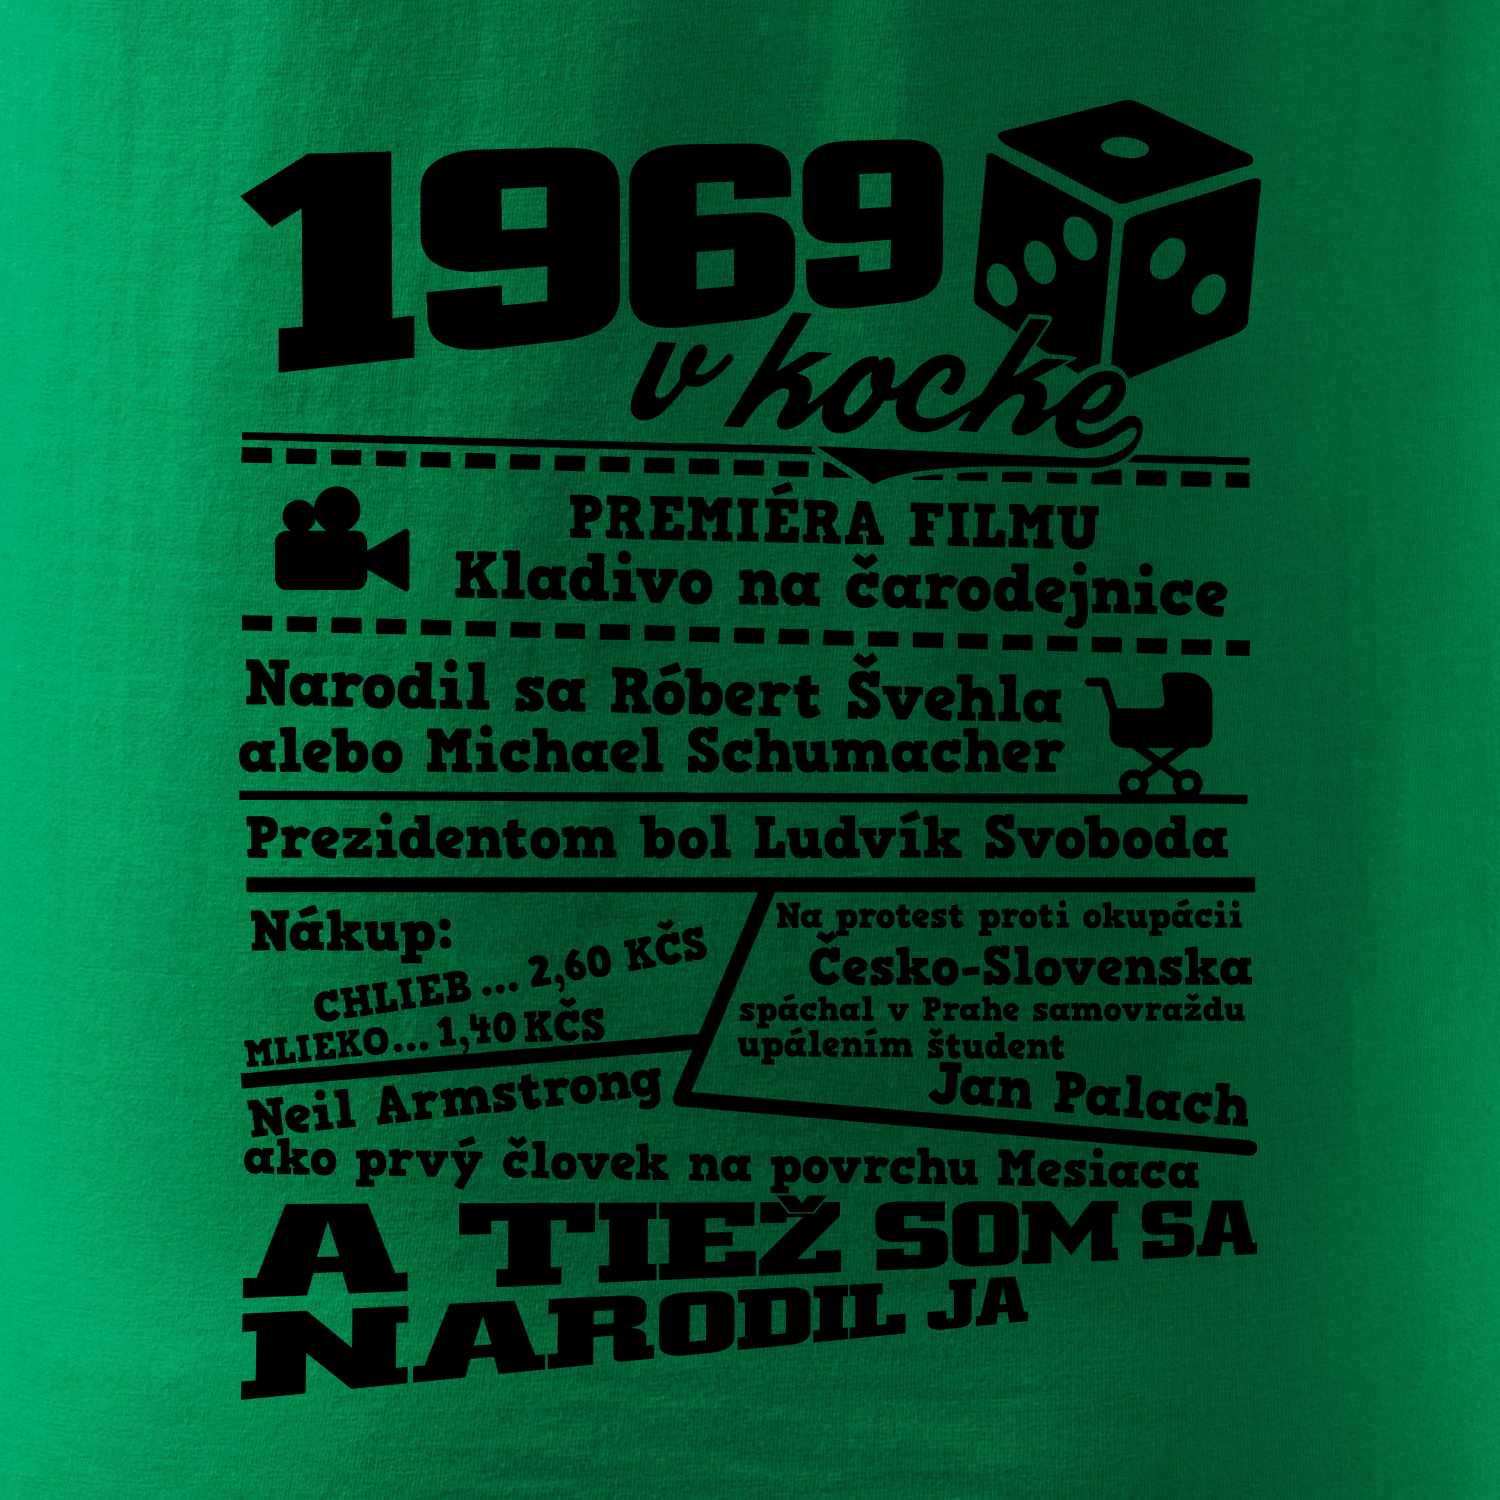 1969
v kocke
PREMIÉRA FILMU
Kladivo na čarodejnice
Narodil sa Róbert Švehla
alebo Michael Schumacher
Prezidentom bol Ludvík Svoboda
Nákup:
CHLIEB... 2,60 KČS
MLIEKO... 1,40 KČS
Na protest proti okupácii
Česko-Slovenska
spáchal v Prahe samovraždu
upálením študent
Jan Palach
Neil Armstrong
ako prvý človek na povrchu Mesiaca
A TIEŽ SOM SA
NARODIL JA